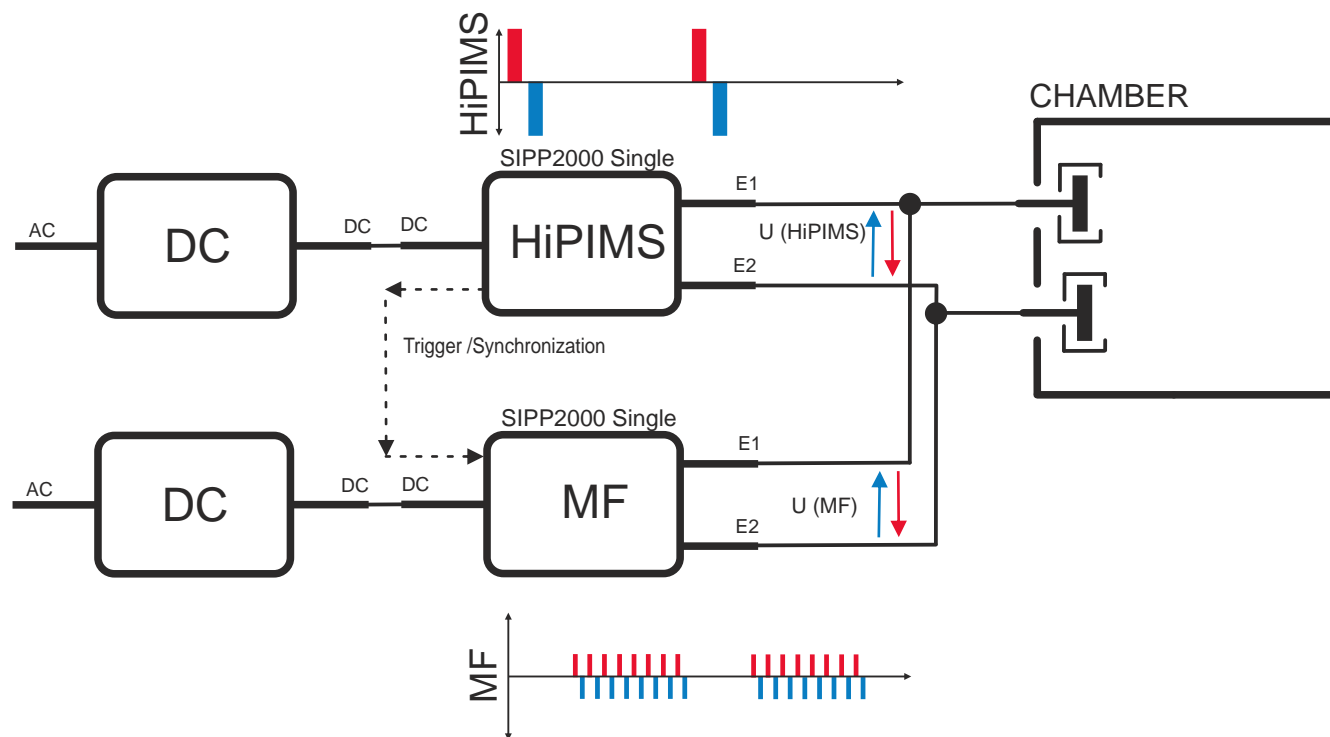 HiPIMS
CHAMBER
SIPP2000 Single
AC
DC
DC
DC
HiPIMS
E1
U (HiPIMS)
E2
Trigger /Synchronization
SIPP2000 Single
AC
DC
DC
DC
MF
E1
U (MF)
E2
MF